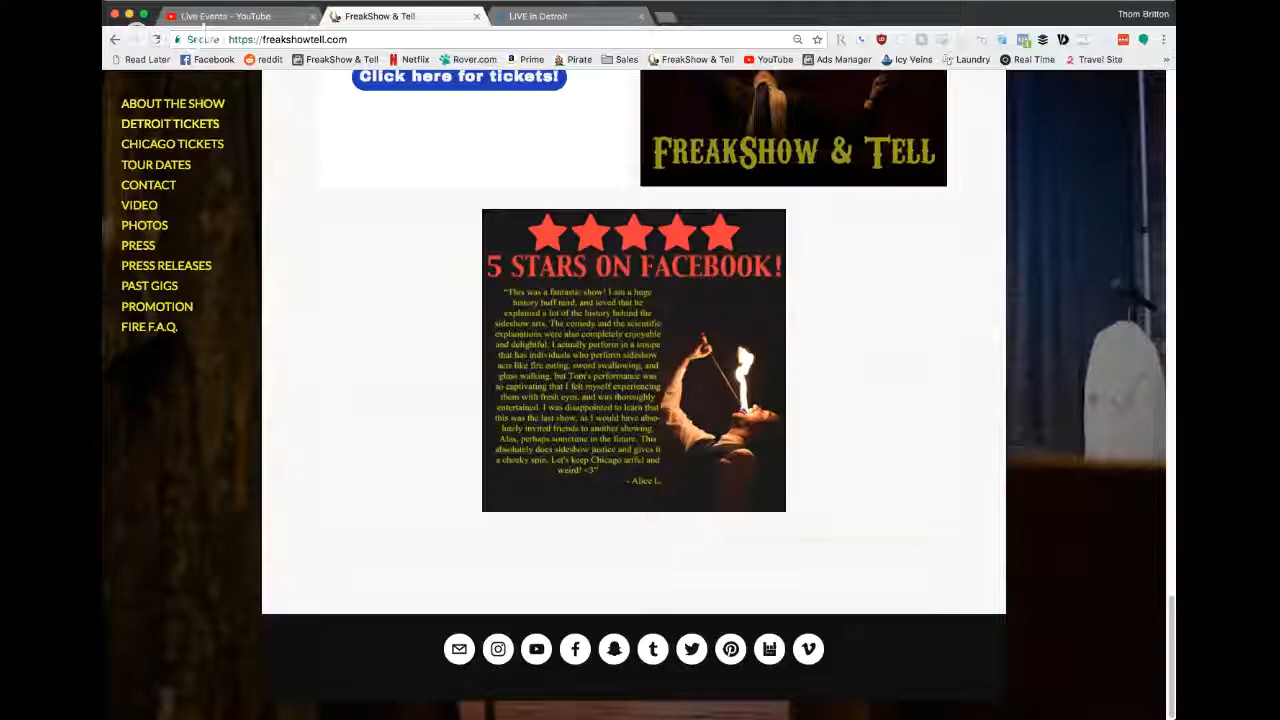 Live Events - YouTube
FreakShow & Tell
LIVE in Detroit
Thom Britton
Secure
https://freakshowtell.com
Read Later
Facebook
reddit
FreakShow & Tell
Netflix
Rover.com
Prime
Pirate
Sales
FreakShow & Tell
YouTube
Ads Manager
Icy Veins
Laundry
Real Time
Travel Site
Click here for tickets!
FREAKSHOW & TELL
ABOUT THE SHOW
DETROIT TICKETS
CHICAGO TICKETS
TOUR DATES
CONTACT
VIDEO
PHOTOS
PRESS
PRESS RELEASES
PAST GIGS
PROMOTION
FIRE F.A.Q.
5 STARS ON FACEBOOK!
"This was a fantastic show! I am a huge
history buff nerd, and loved that he
explained a lot of the history behind the
sideshow arts. The comedy and the scientific
explanations were also completely enjoyable
and delightful. I actually perform in a troupe
that has individuals who perform sideshow
acts like fire eating, sword swallowing, and
glass walking, but Tom's performance was
so captivating that I felt myself experiencing
them with fresh eyes, and was thoroughly
entertained. I was disappointed to learn that
this was the last show, as I would have abso-
lutely invited friends to another showing.
Alas, perhaps sometime in the future. This
absolutely does sideshow justice and gives it
a cheeky spin. Let's keep Chicago artful and
weird! <3"
- Alice L.